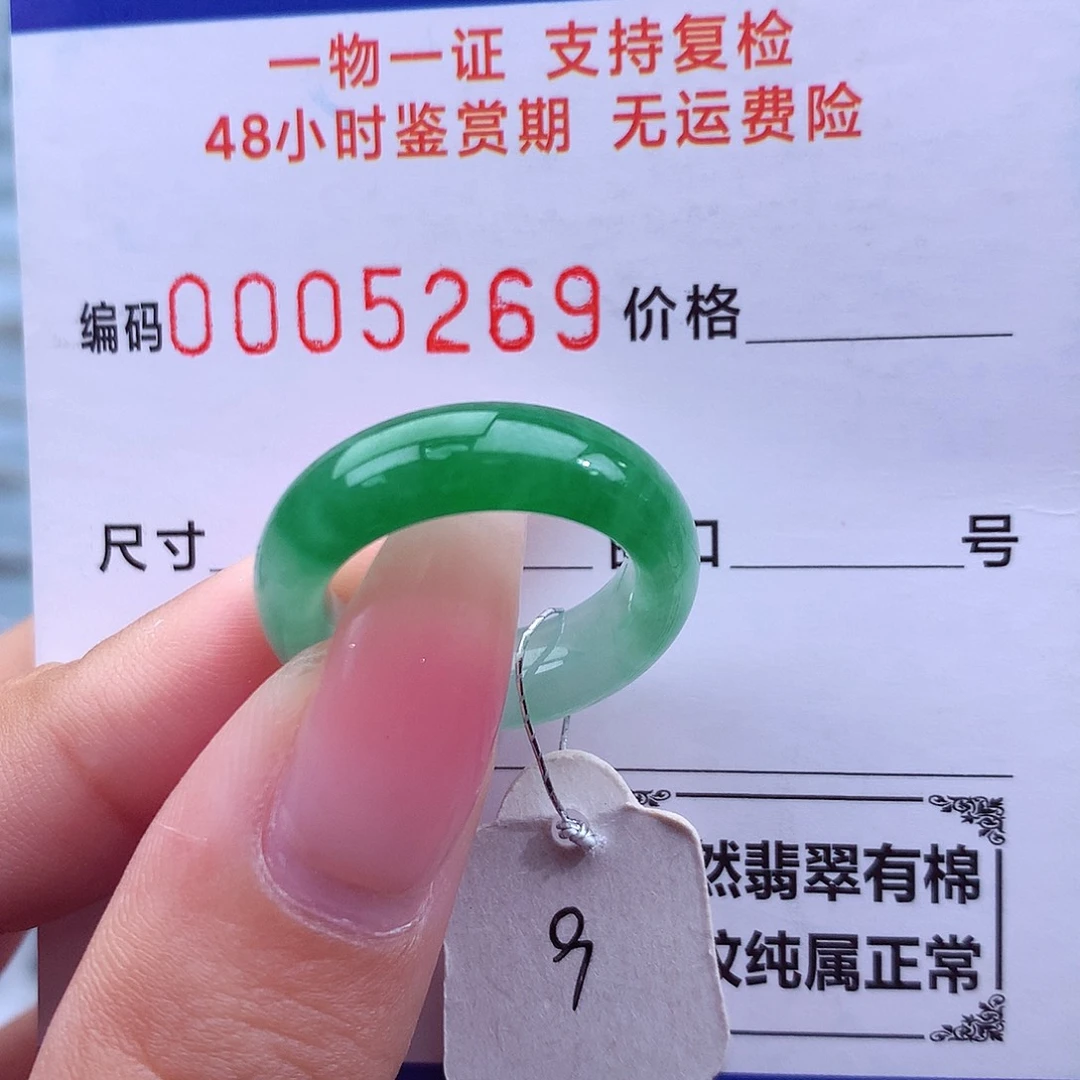 一物一证 支持复检
48小时鉴赏期 无运费险
编码0005269 价格
尺寸 口 号
然翡翠有棉
纹纯属正常
9